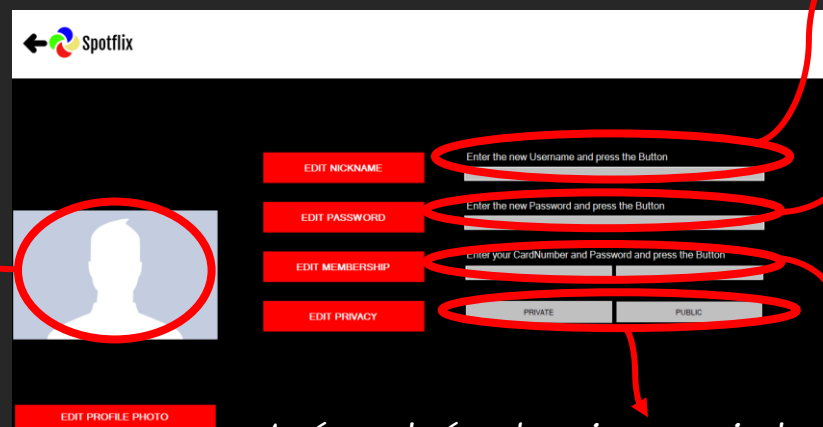 Spotflix
Enter the new Username and press the Button
EDIT NICKNAME
Enter the new Password and press the Button
EDIT PASSWORD
Enter your CardNumber and Password and press the Button
EDIT MEMBERSHIP
EDIT PRIVACY
PRIVATE
PUBLIC
EDIT PROFILE PHOTO